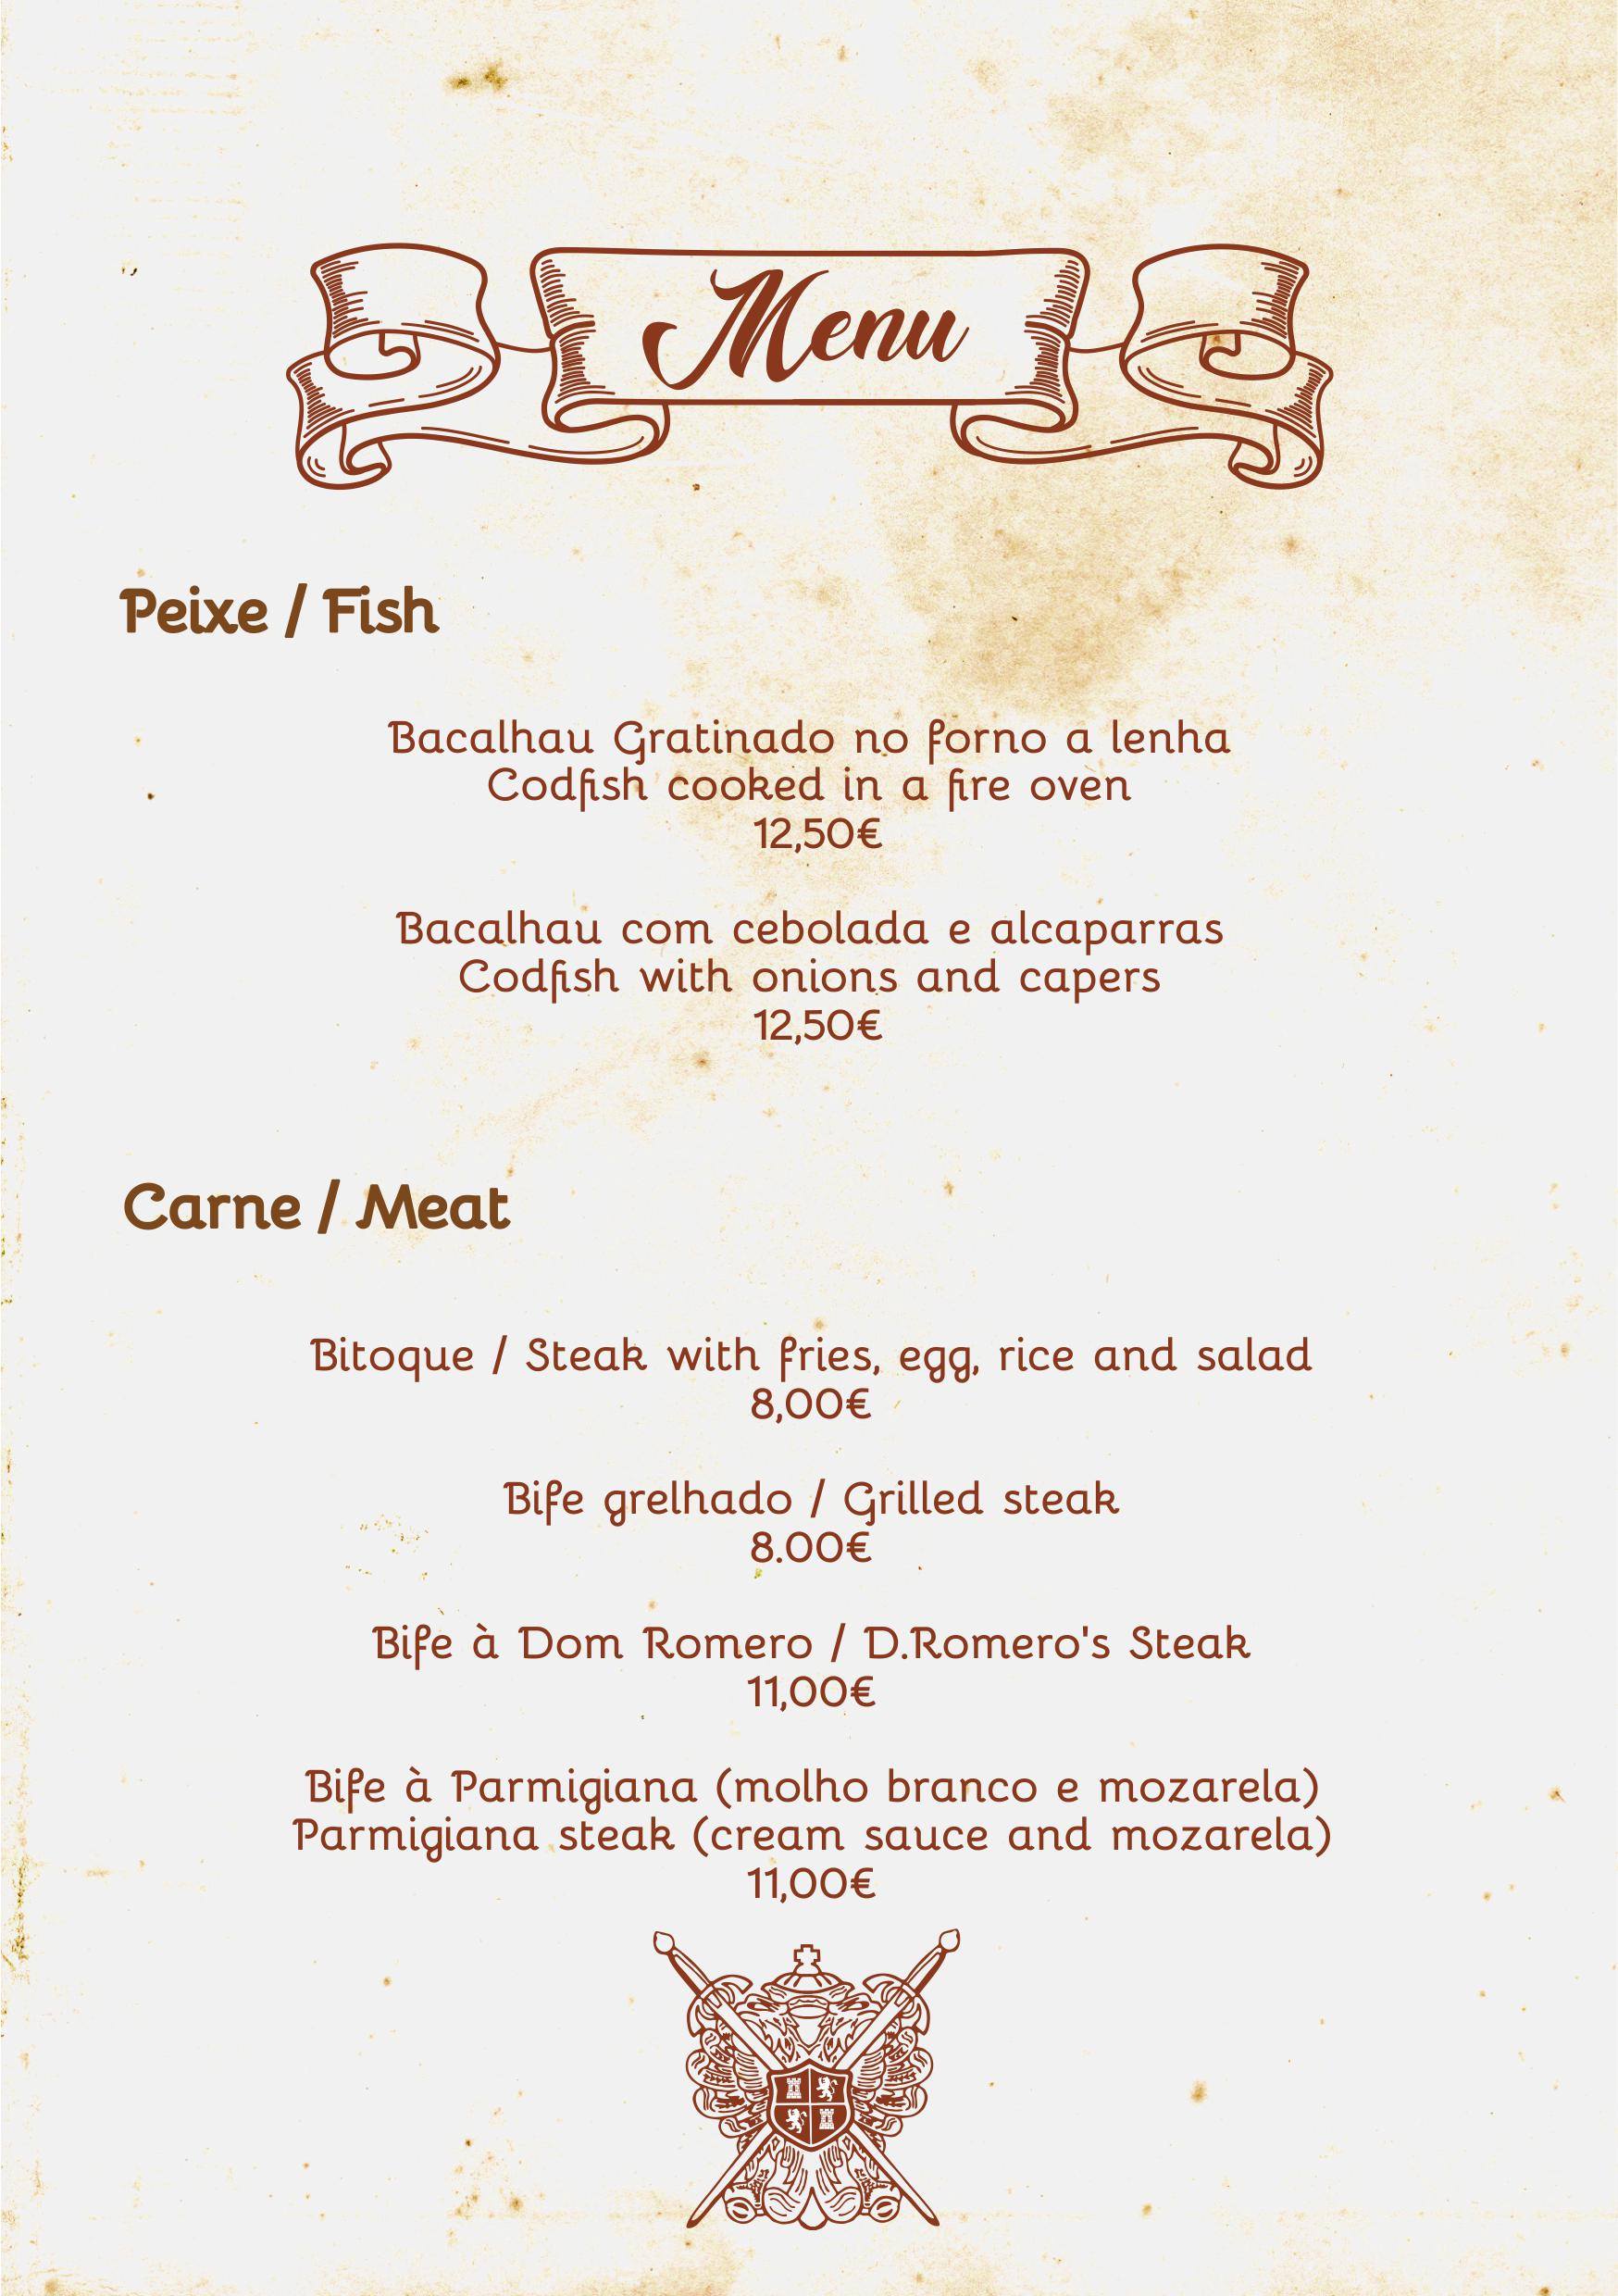 Menu
Peixe / Fish
Bacalhau Gratinado no forno a lenha
Codfish cooked in a fire oven
12,50€
Bacalhau com cebolada e alcaparras
Codfish with onions and capers
12,50€
Carne / Meat
Bitoque / Steak with fries, egg, rice and salad
8,00€
Bife grelhado / Grilled steak
8.00€
Bife à Dom Romero / D.Romero's Steak
11,00€
Bife à Parmigiana (molho branco e mozarela)
Parmigiana steak (cream sauce and mozarela)
11,00€